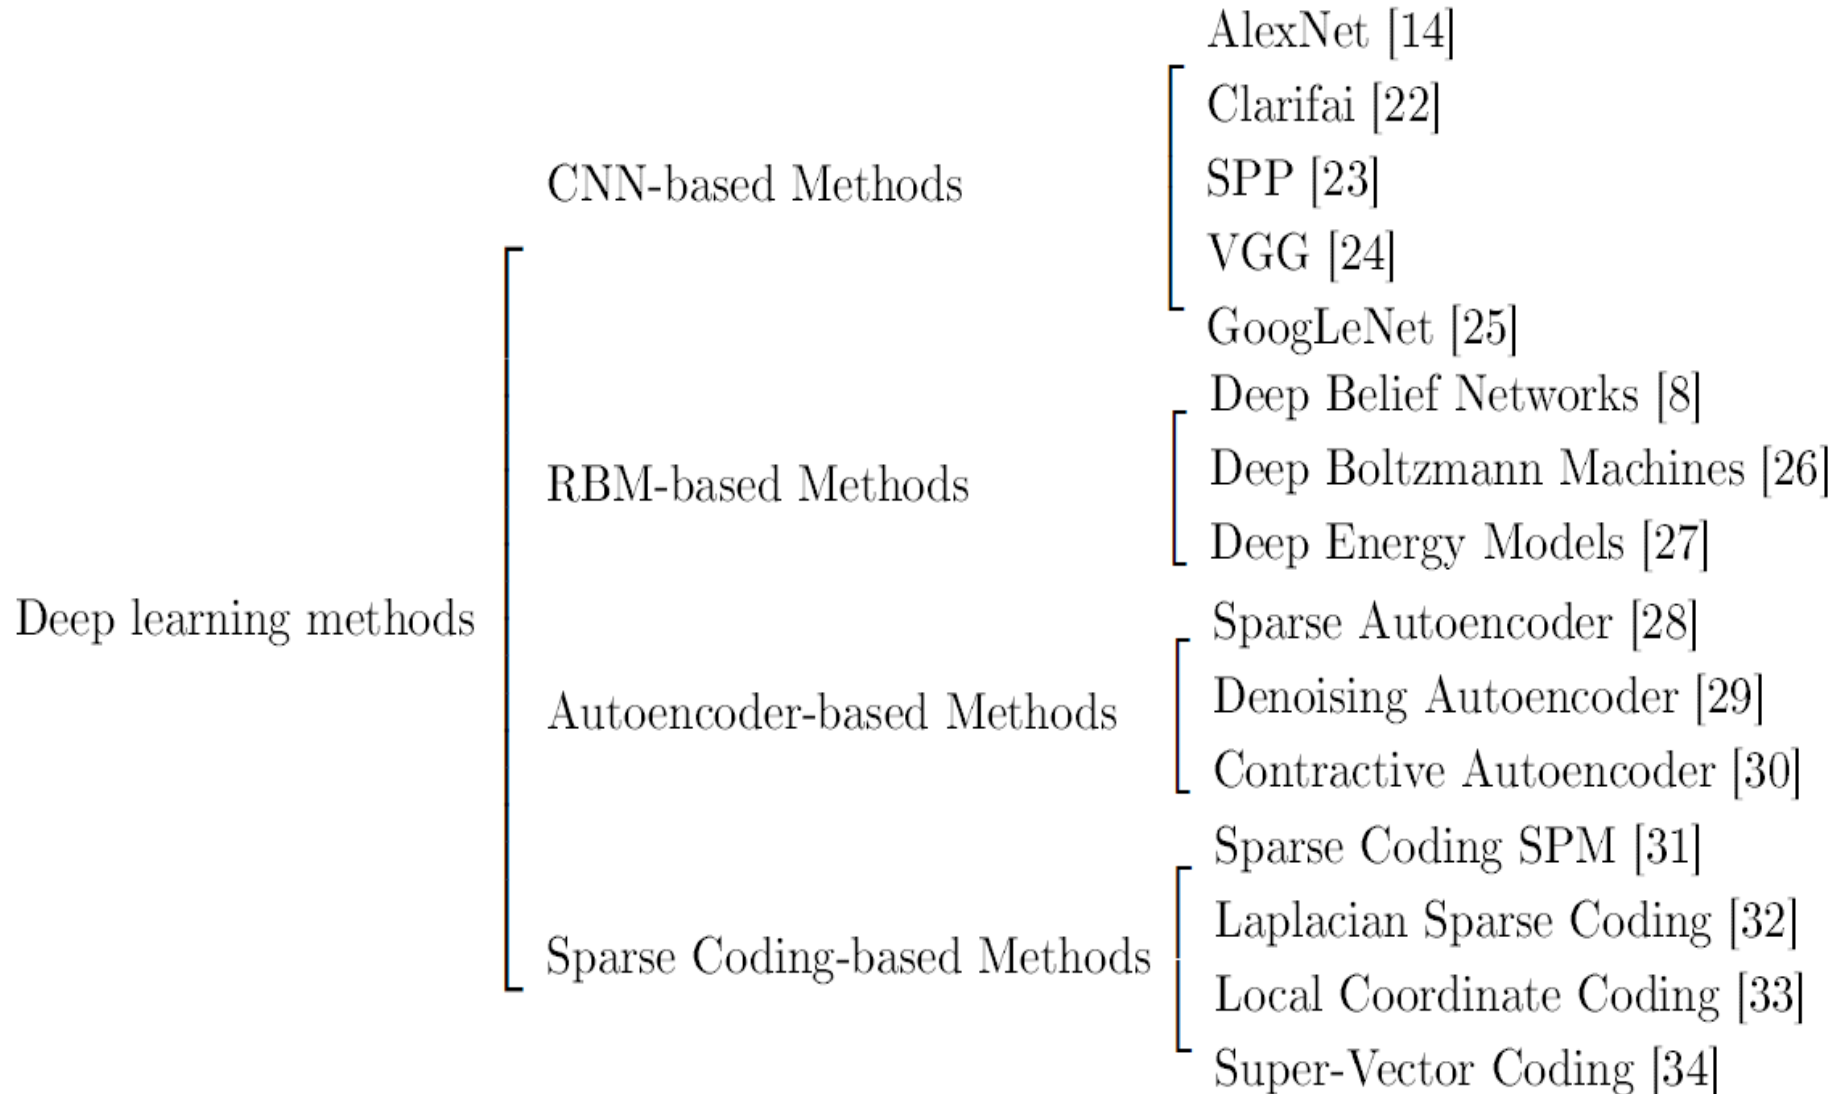 Deep learning methods
CNN-based Methods
AlexNet [14]
Clarifai [22]
SPP [23]
VGG [24]
GoogLeNet [25]
RBM-based Methods
Deep Belief Networks [8]
Deep Boltzmann Machines [26]
Deep Energy Models [27]
Autoencoder-based Methods
Sparse Autoencoder [28]
Denoising Autoencoder [29]
Contractive Autoencoder [30]
Sparse Coding-based Methods
Sparse Coding SPM [31]
Laplacian Sparse Coding [32]
Local Coordinate Coding [33]
Super-Vector Coding [34]